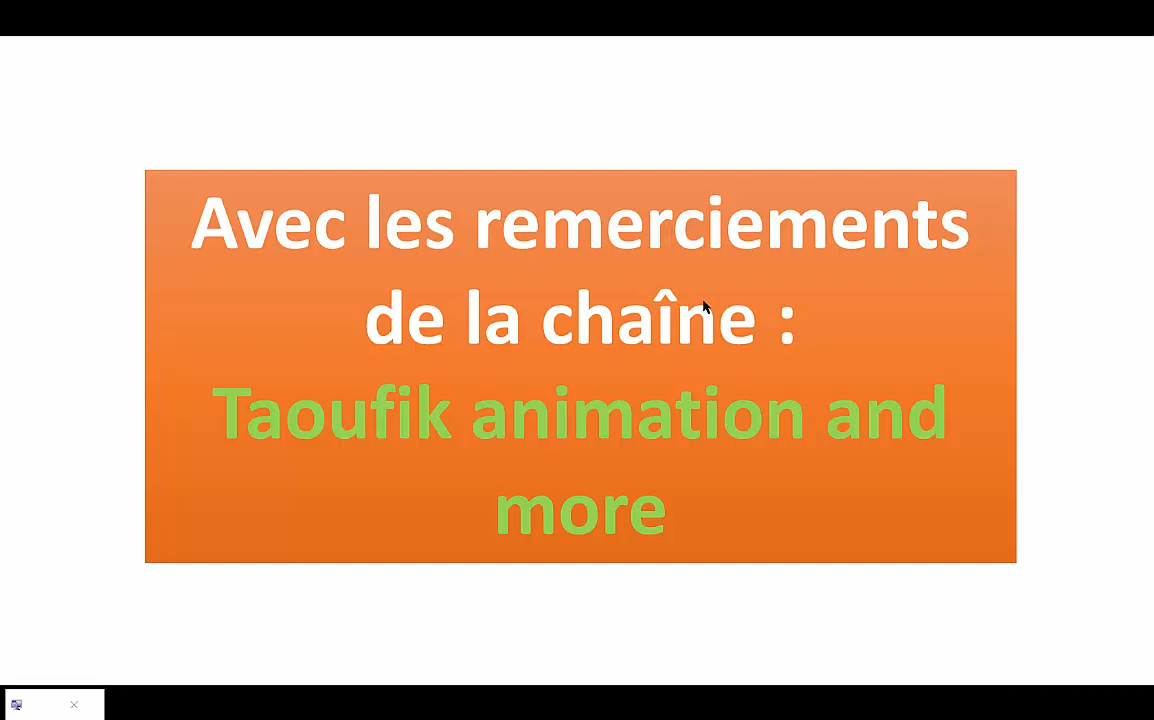 Avec les remerciements
de la chaîne :
Taoufik animation and
more